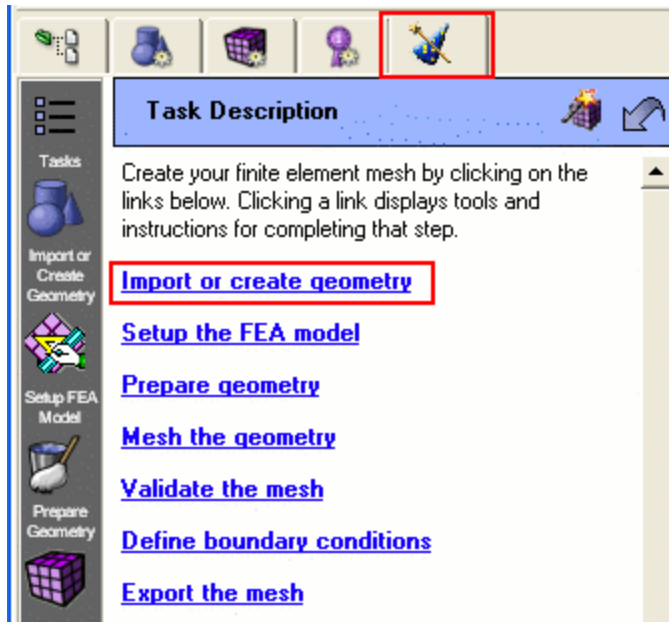 Task Description
Tasks
Import or
Create
Geometry
Setup FEA
Model
Prepare
Geometry
Create your finite element mesh by clicking on the
links below. Clicking a link displays tools and
instructions for completing that step.
Import or create geometry
Setup the FEA model
Prepare geometry
Mesh the geometry
Validate the mesh
Define boundary conditions
Export the mesh